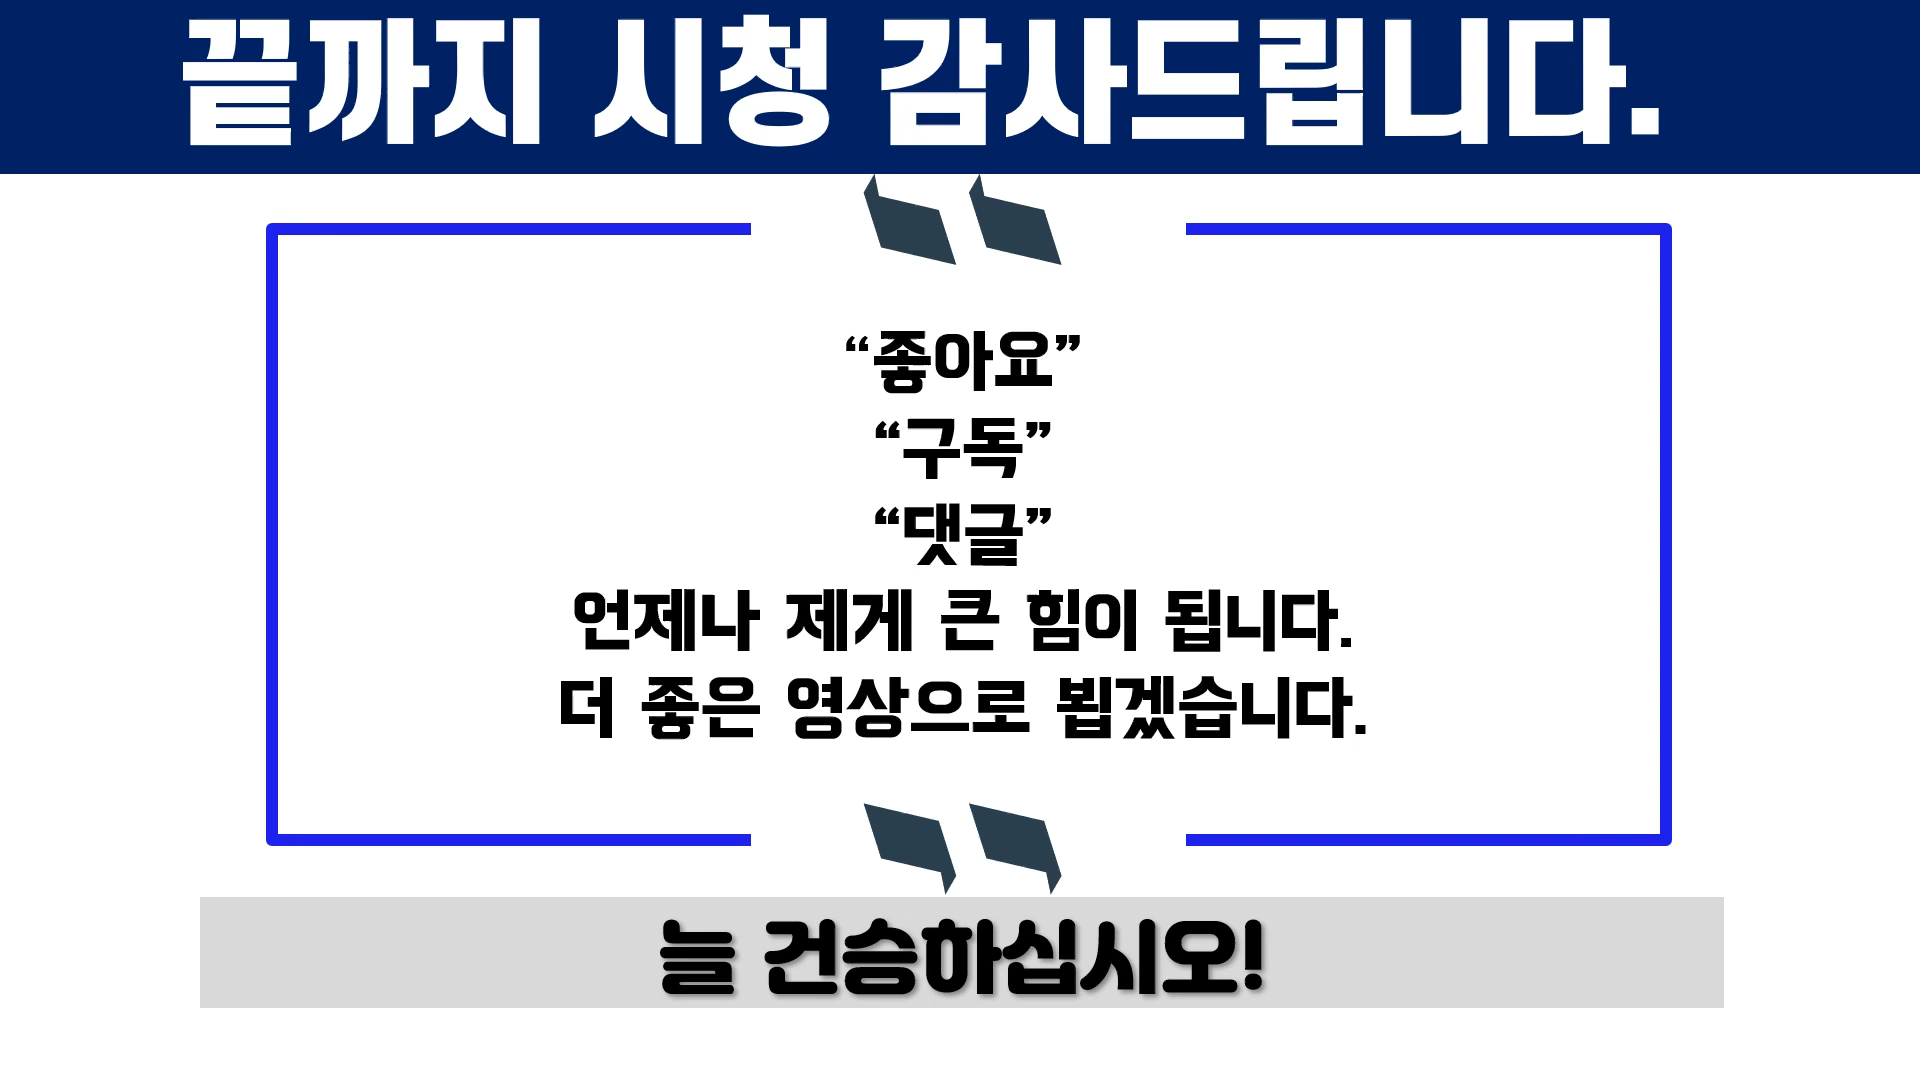 끝까지 시청 감사드립니다.
“좋아요”
“구독”
“댓글”
언제나 제게 큰 힘이 됩니다.
더 좋은 영상으로 뵙겠습니다.
늘 건승하십시오!